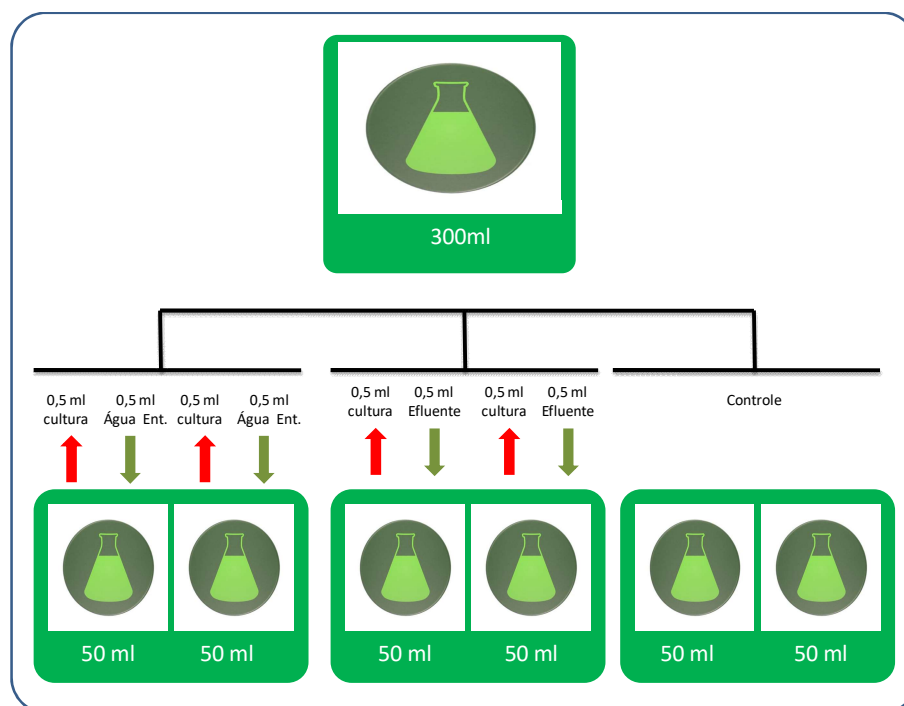 300ml
0,5 ml 0,5 ml 0,5 ml 0,5 ml
cultura Água Ent. cultura Água Ent.
0,5 ml 0,5 ml 0,5 ml 0,5 ml
cultura Efluente cultura Efluente
Controle
50 ml 50 ml
50 ml 50 ml
50 ml 50 ml